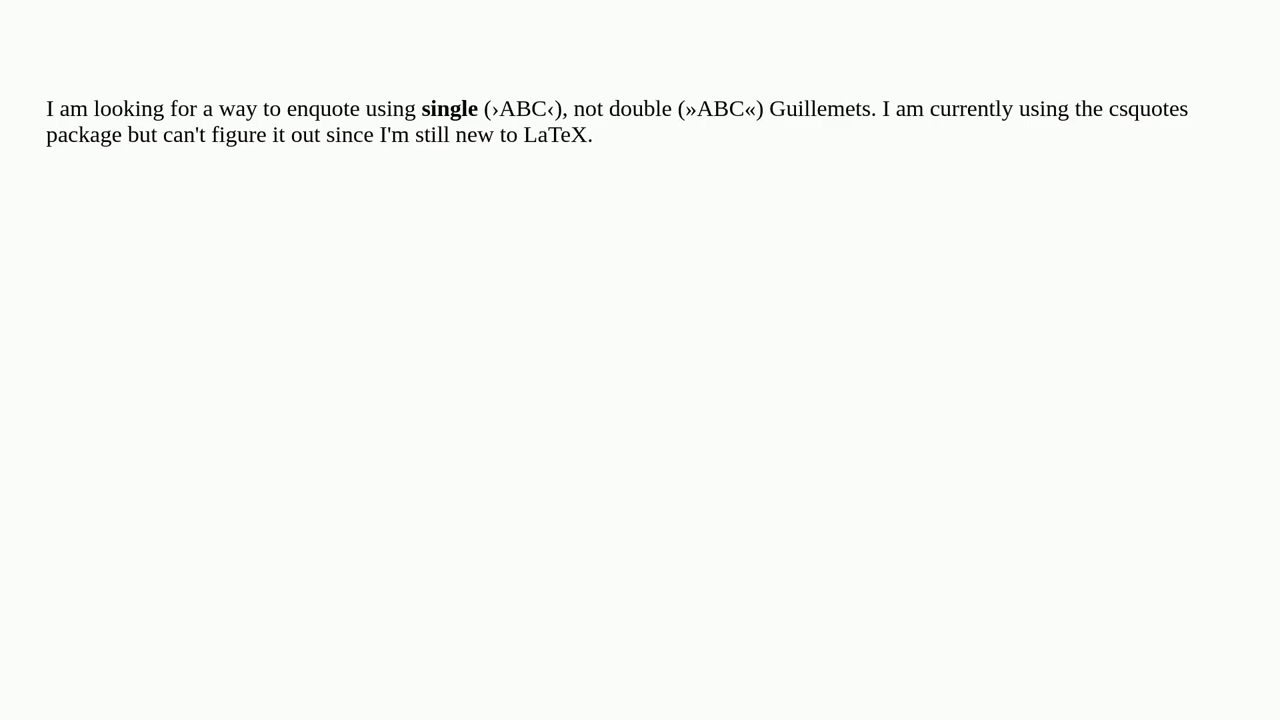 I am looking for a way to enquote using single (›ABC‹), not double (»ABC«) Guillemets. I am currently using the csquotes
package but can't figure it out since I'm still new to LaTeX.